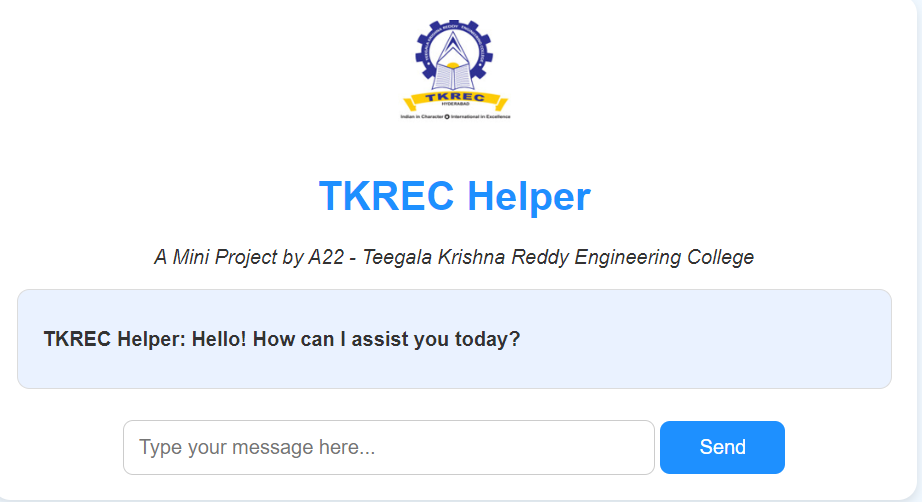 TKREC
HYDERABAD
Indian in Character International in Excellence
TKREC Helper
A Mini Project by A22 - Teegala Krishna Reddy Engineering College
TKREC Helper: Hello! How can I assist you today?
Type your message here...
Send